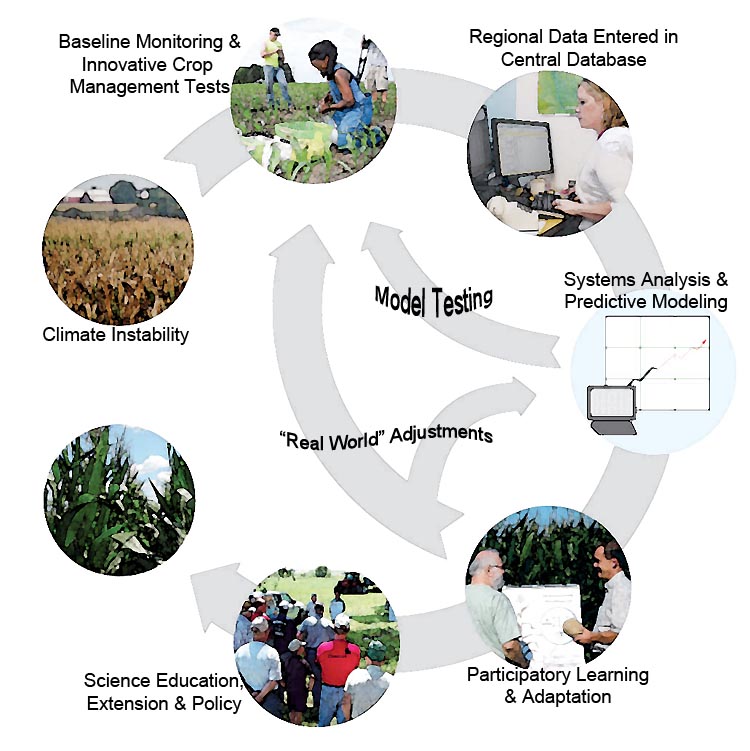 Baseline Monitoring &
Innovative Crop
Management Tests
Regional Data Entered in
Central Database
Systems Analysis &
Predictive Modeling
Climate Instability
Model Testing
“Real World” Adjustments
Participatory Learning
& Adaptation
Science Education,
Extension & Policy